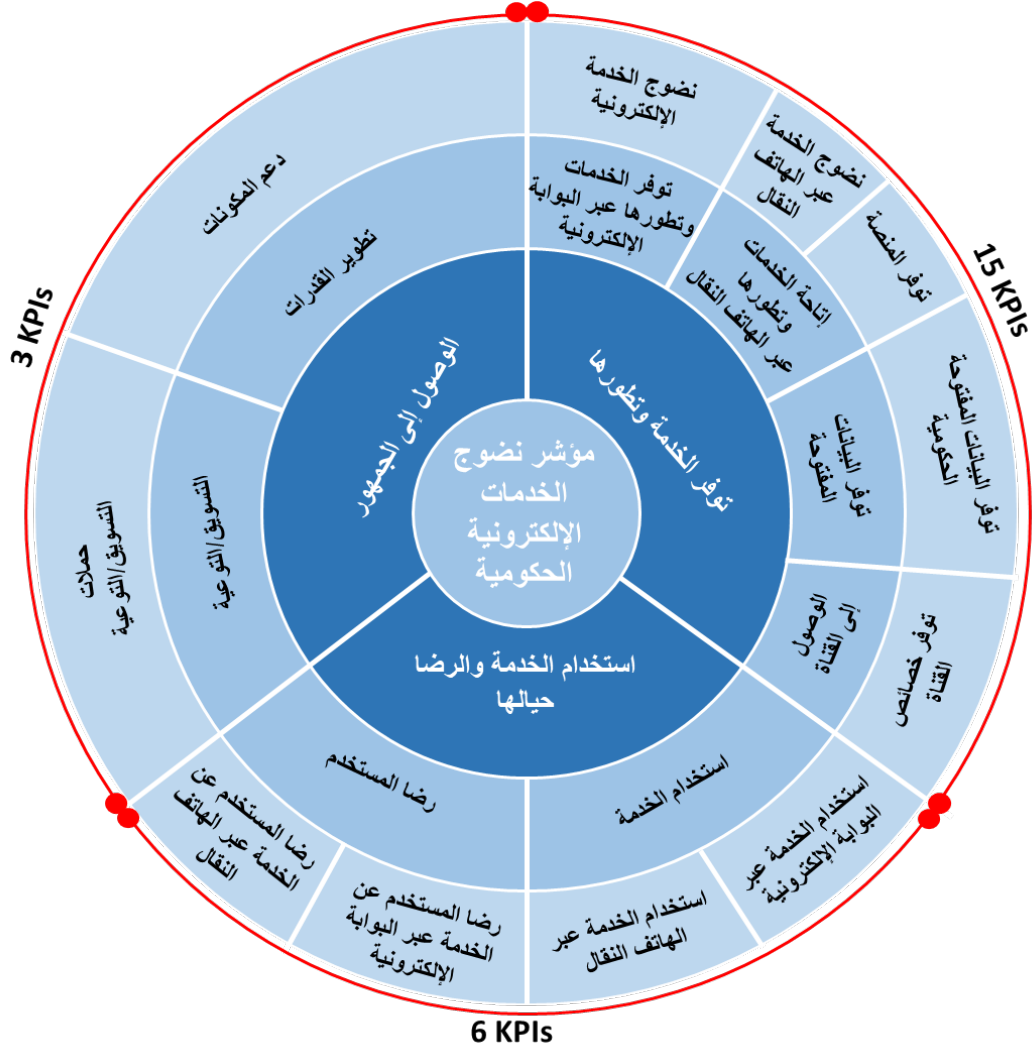 مؤشر نضوج
الخدمات
الإلكترونية
الحكومية
توفر الخدمة وتطورها
استخدام الخدمة والرضا
حيالها
الوصول إلى الجمهور
توفر الخدمات
وتطورها عبر البوابة
الإلكترونية
إتاحة الخدمات
وتطورها
عبر الهاتف النقال
توفر البيانات
المفتوحة
الوصول
إلى القناة
استخدام الخدمة
رضا المستخدم
التسويق/التوعية
تطوير القدرات
نضوج الخدمة
الإلكترونية
نضوج الخدمة
عبر الهاتف
النقال
توفر المنصة
توفر البيانات المفتوحة
الحكومية
توفر خصائص
القناة
استخدام الخدمة عبر
البوابة الإلكترونية
استخدام الخدمة عبر
الهاتف النقال
رضا المستخدم عن
الخدمة عبر البوابة
الإلكترونية
رضا المستخدم عن
الخدمة عبر الهاتف
النقال
حملات
التسويق/التوعية
دعم المكونات
15 KPIs
6 KPIs
3 KPIs